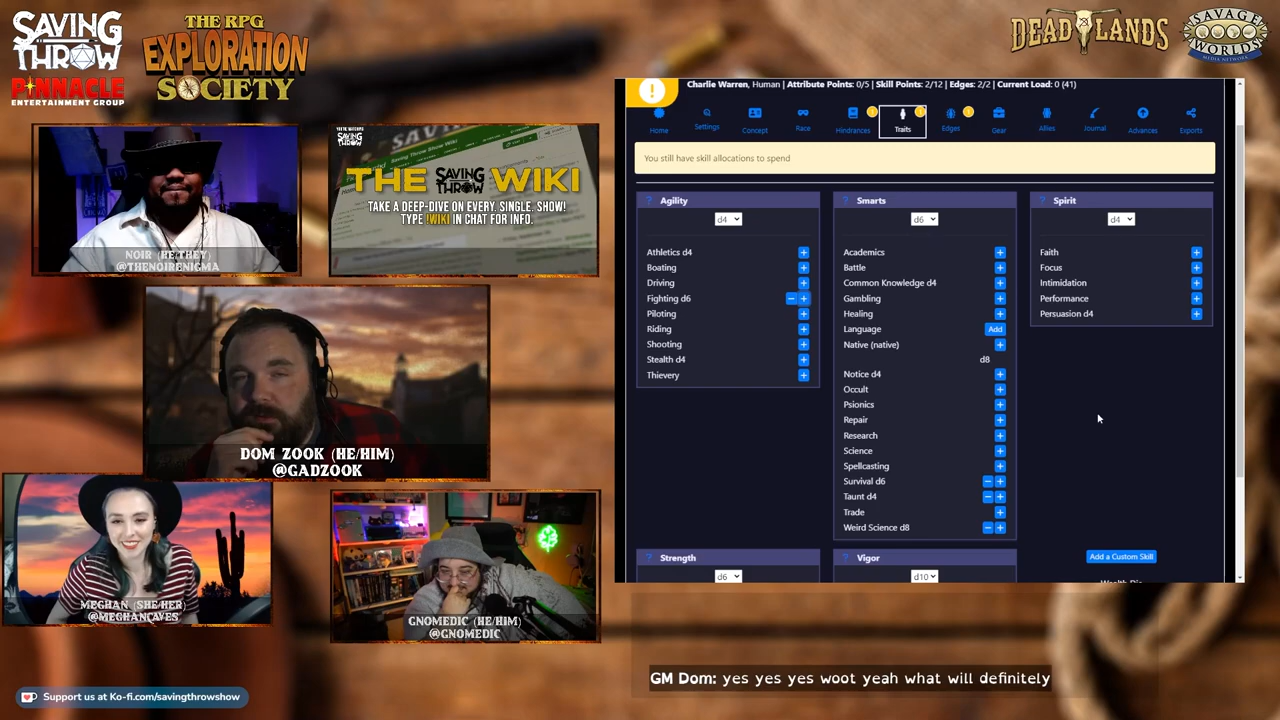 SAVING
THROW
PINNACLE
ENTERTAINMENT GROUP
THE RPG
EXPLORATION
SOCIETY
DEADLANDS
SAVAGE
WORLDS
MEDIA NETWORK
NOIR (HE/THEY)
@THENOIRENIGMA
SAVING
THROW
Saving Throw Show Wiki
THE SAVING THROW WIKI
TAKE A DEEP-DIVE ON EVERY, SINGLE, SHOW!
TYPE !WIKI IN CHAT FOR INFO.
DOM ZOOK (HE/HIM)
@GADZOOK
MEGHAN (SHE/HER)
@MEGHANCAVES
GNOMEDIC (HE/HIM)
@GNOMEDIC
Support us at Ko-fi.com/savingthrowshow
Charlie Warren, Human | Attribute Points: 0/5 | Skill Points: 2/12 | Edges: 2/2 | Current Load: 0 (41)
Home
Settings
Concept
Race
Hindrances
Traits
Edges
Gear
Allies
Journal
Advances
Exports
You still have skill allocations to spend
Agility
d4
Athletics d4
Boating
Driving
Fighting d6
Piloting
Riding
Shooting
Stealth d4
Thievery
Smarts
d6
Academics
Battle
Common Knowledge d4
Gambling
Healing
Language
Add
Native (native)
d8
Notice d4
Occult
Psionics
Repair
Research
Science
Spellcasting
Survival d6
Taunt d4
Trade
Weird Science d8
Spirit
d4
Faith
Focus
Intimidation
Performance
Persuasion d4
Strength
d6
Vigor
d10
Add a Custom Skill
Wealth Die
GM Dom: yes yes yes woot yeah what will definitely